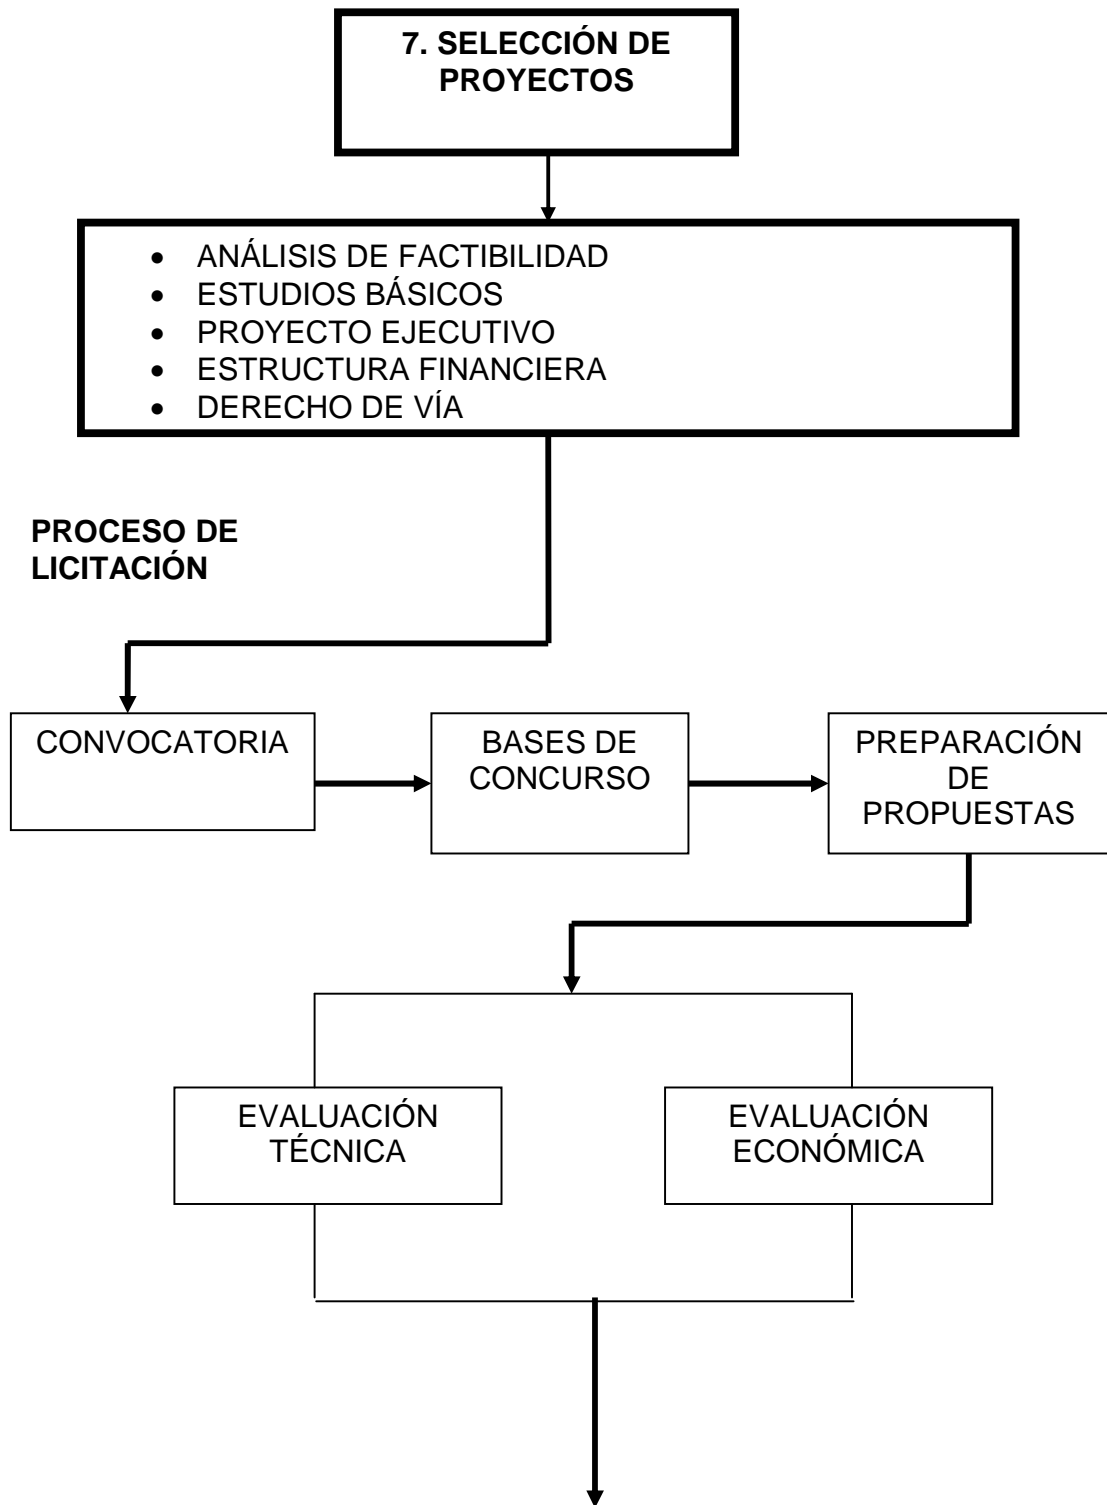 7. SELECCIÓN DE
PROYECTOS
• ANÁLISIS DE FACTIBILIDAD
• ESTUDIOS BÁSICOS
• PROYECTO EJECUTIVO
• ESTRUCTURA FINANCIERA
• DERECHO DE VÍA
PROCESO DE
LICITACIÓN
CONVOCATORIA
BASES DE
CONCURSO
PREPARACIÓN
DE
PROPUESTAS
EVALUACIÓN
TÉCNICA
EVALUACIÓN
ECONÓMICA